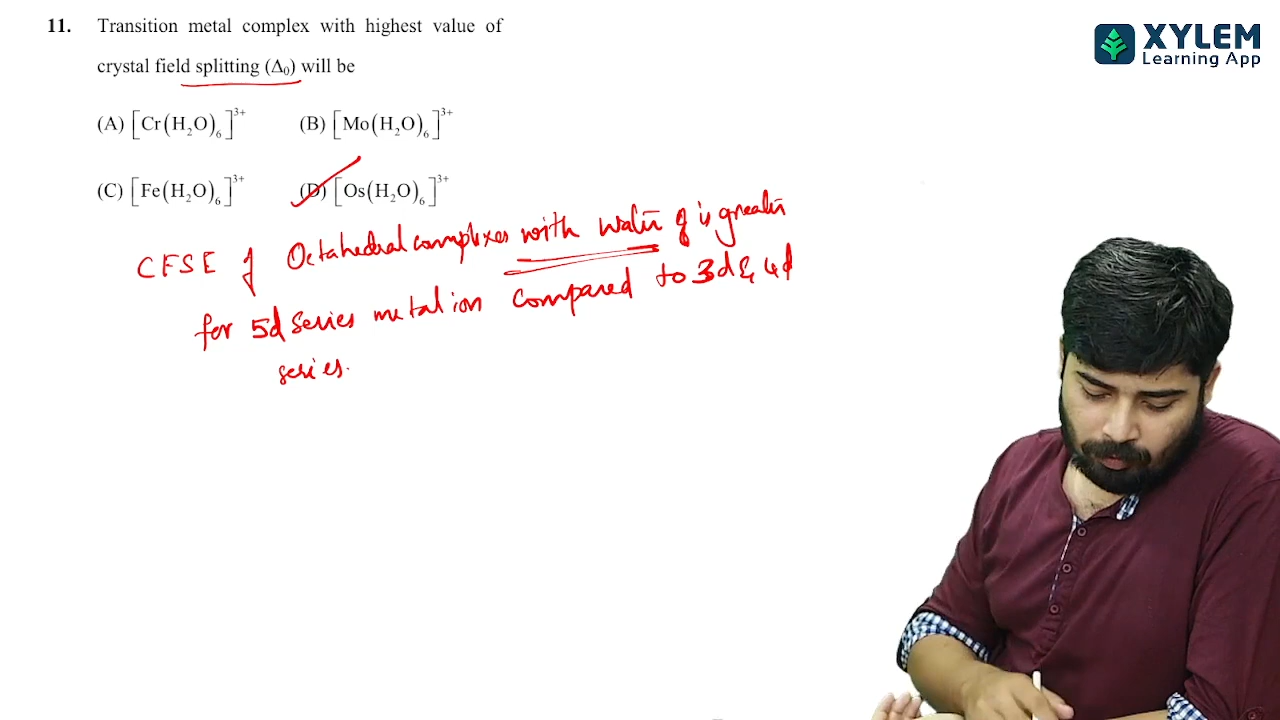 11. Transition metal complex with highest value of
crystal field splitting (Δ₀) will be
(A) [Cr(H₂O)₆]³⁺ (B) [Mo(H₂O)₆]³⁺
(C) [Fe(H₂O)₆]³⁺ (D) [Os(H₂O)₆]³⁺
CFSE of Octahedral complexes with water of is greater
for 5d series metal ion compared to 3d & 4d
series.
XYLEM
Learning App